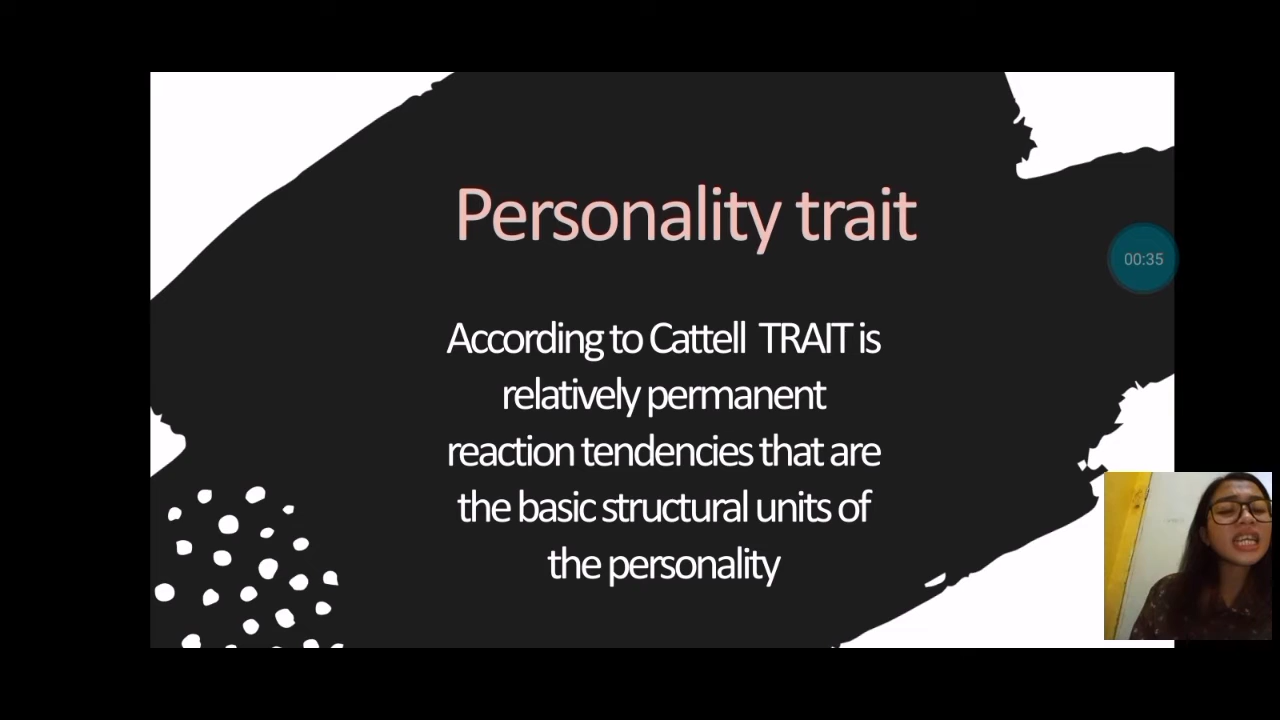 Personality trait
00:35
According to Cattell TRAIT is
relatively permanent
reaction tendencies that are
the basic structural units of
the personality